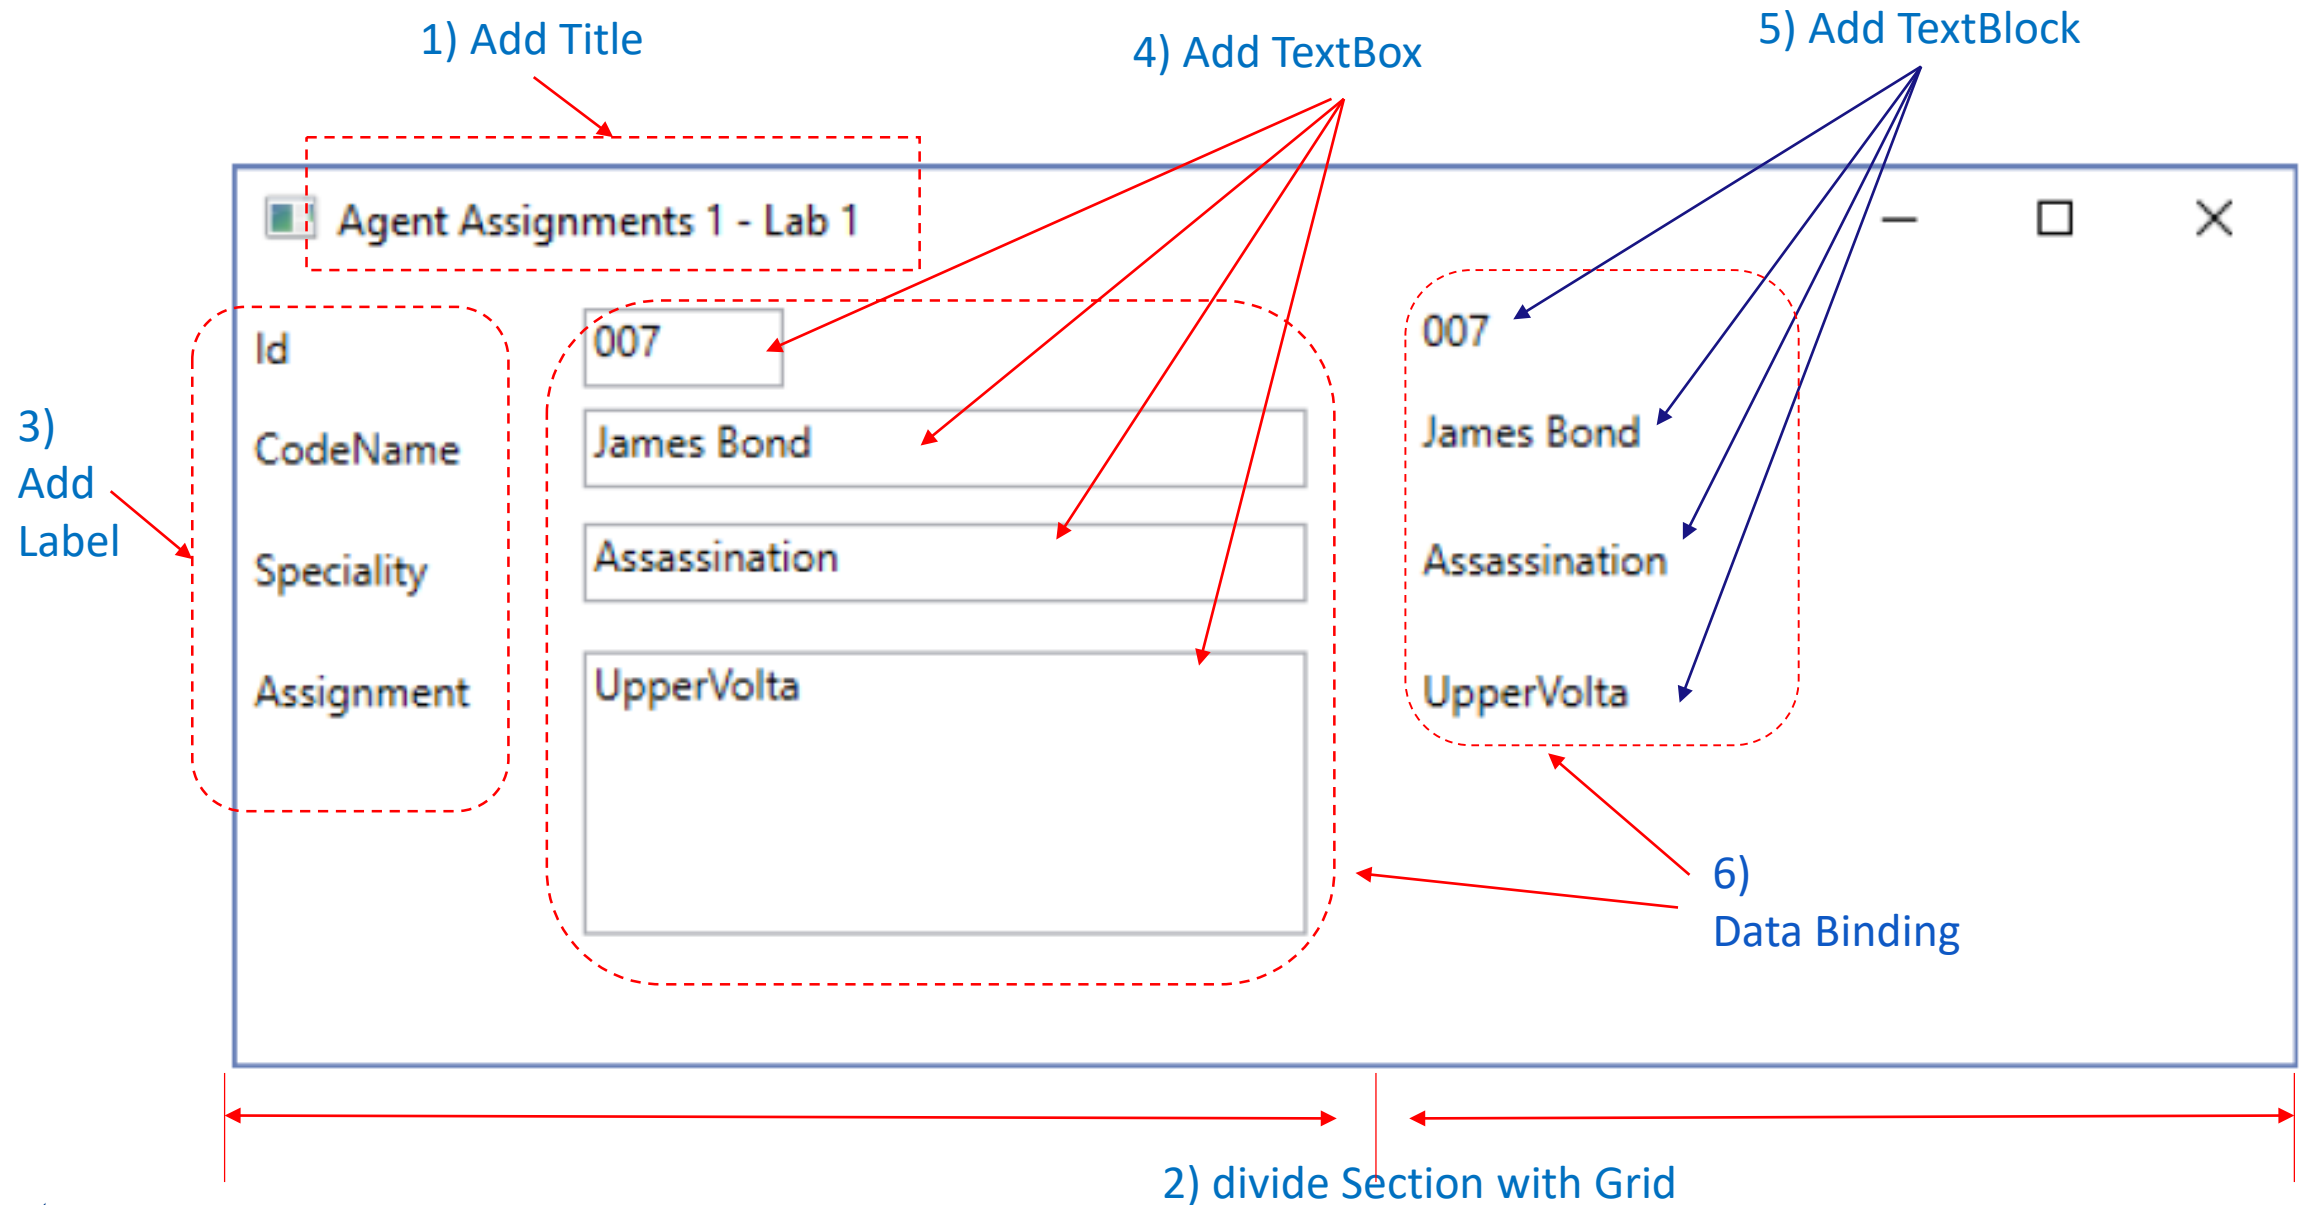 1) Add Title
4) Add TextBox
5) Add TextBlock
Agent Assignments 1 - Lab 1
3)
Add
Label
Id
007
007
CodeName
James Bond
James Bond
Speciality
Assassination
Assassination
Assignment
UpperVolta
UpperVolta
6)
Data Binding
2) divide Section with Grid